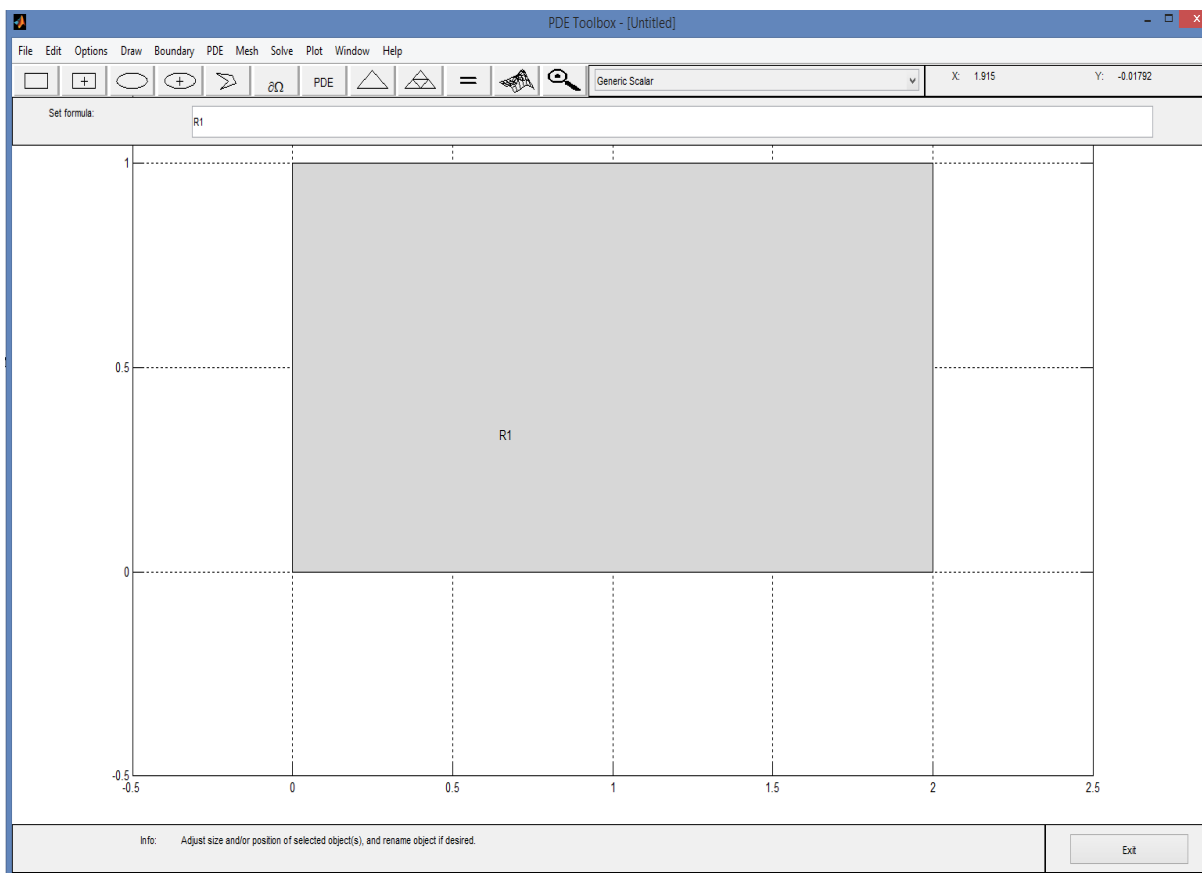 PDE Toolbox - [Untitled]
File Edit Options Draw Boundary PDE Mesh Solve Plot Window Help
∂Ω PDE = Generic Scalar X: 1.915 Y: -0.01792
Set formula: R1
1
0.5
R1
0
-0.5
-0.5 0 0.5 1 1.5 2 2.5
Info: Adjust size and/or position of selected object(s), and rename object if desired.
Exit